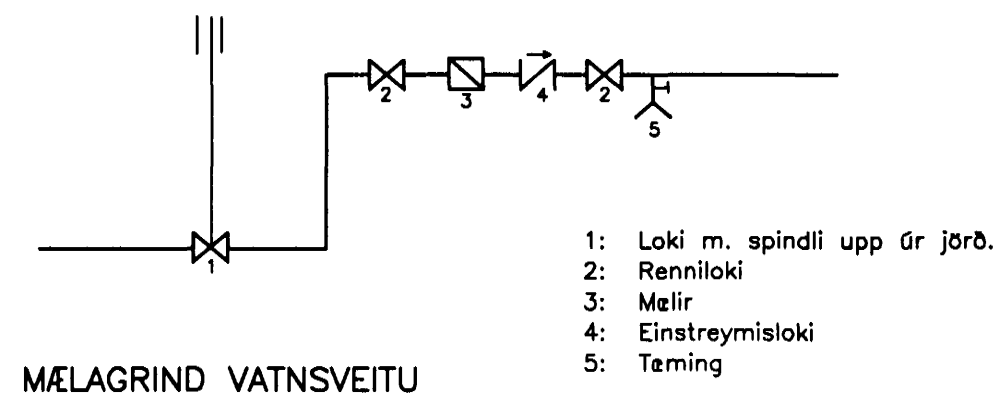 2
3
4
2
5
1
1: Loki m. spindli upp úr jörð.
2: Renniloki
3: Mælir
4: Einstreymisloki
5: Tæming
MÆLAGRIND VATNSVEITU